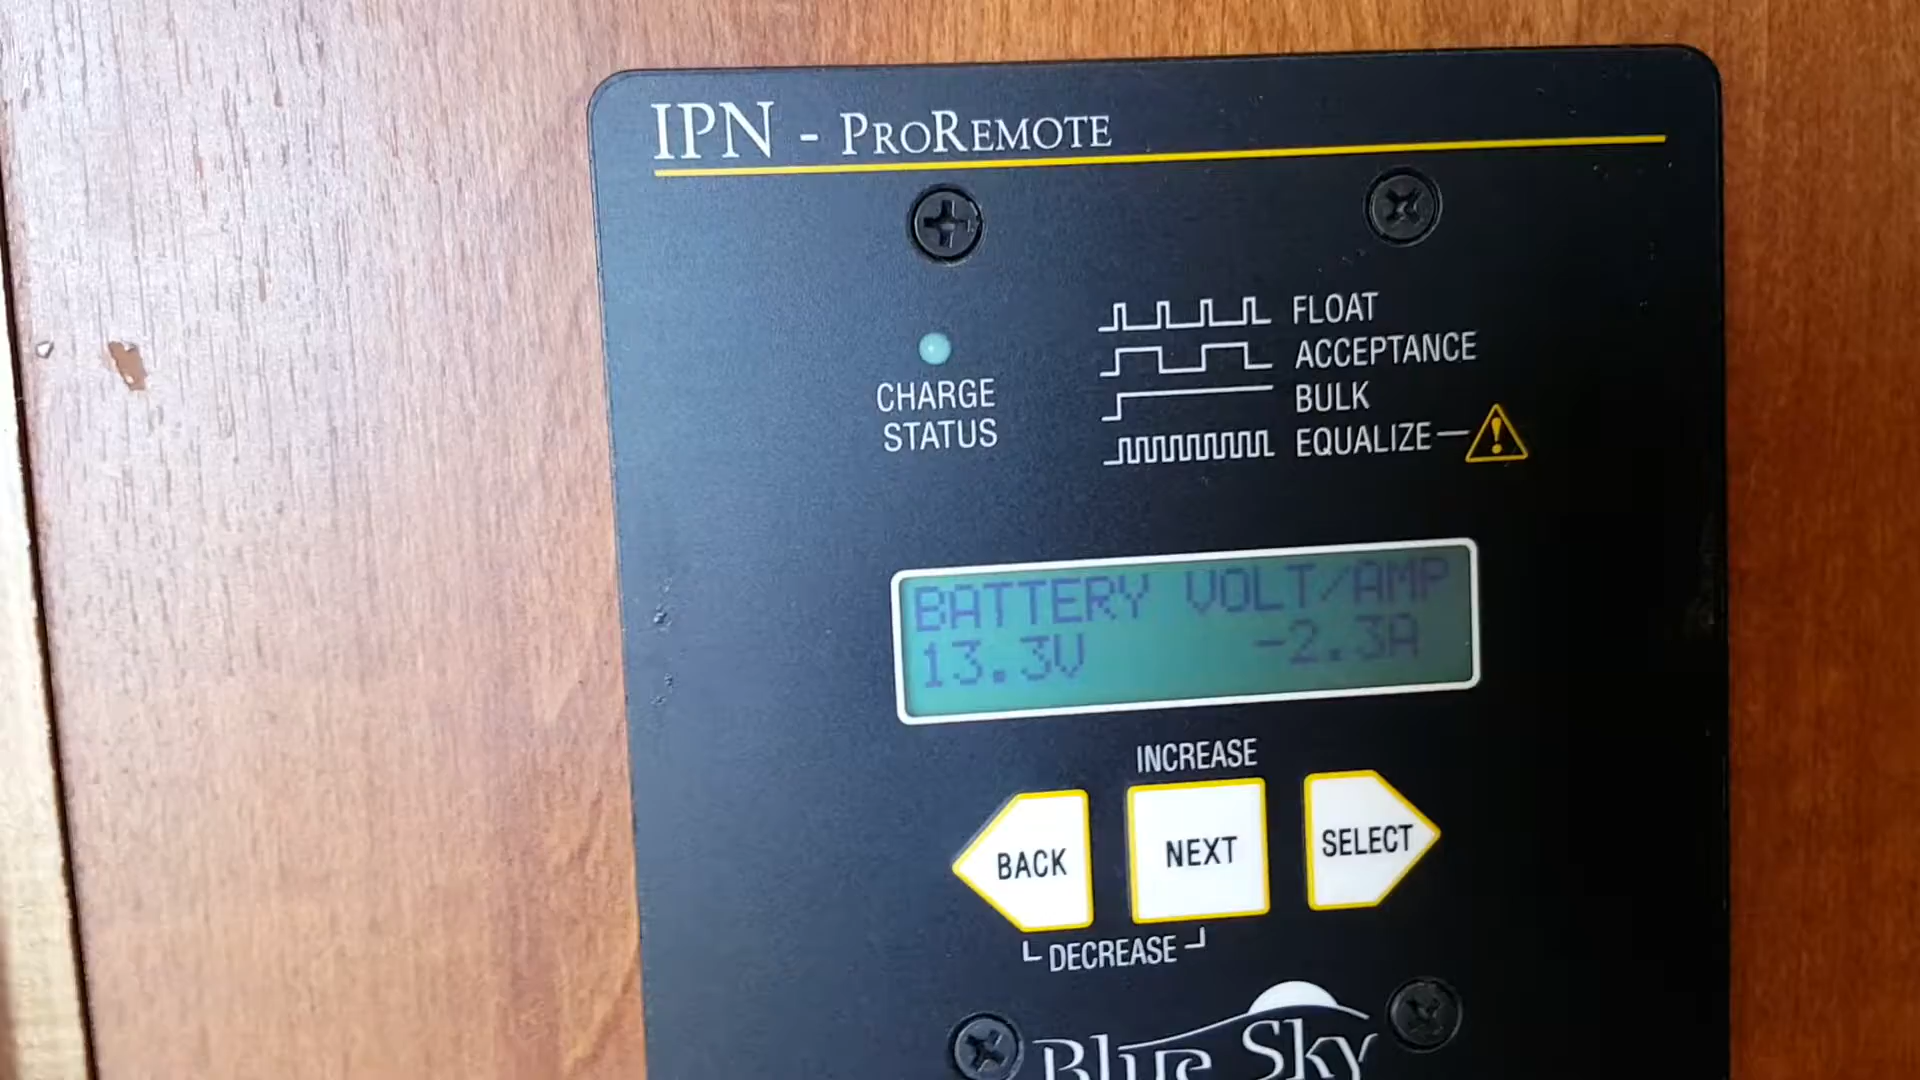 IPN - PROREMOTE
FLOAT
ACCEPTANCE
BULK
EQUALIZE
CHARGE
STATUS
BATTERY VOLT/AMP
13.3V -2.3A
INCREASE
BACK NEXT SELECT
DECREASE
Blue Sky